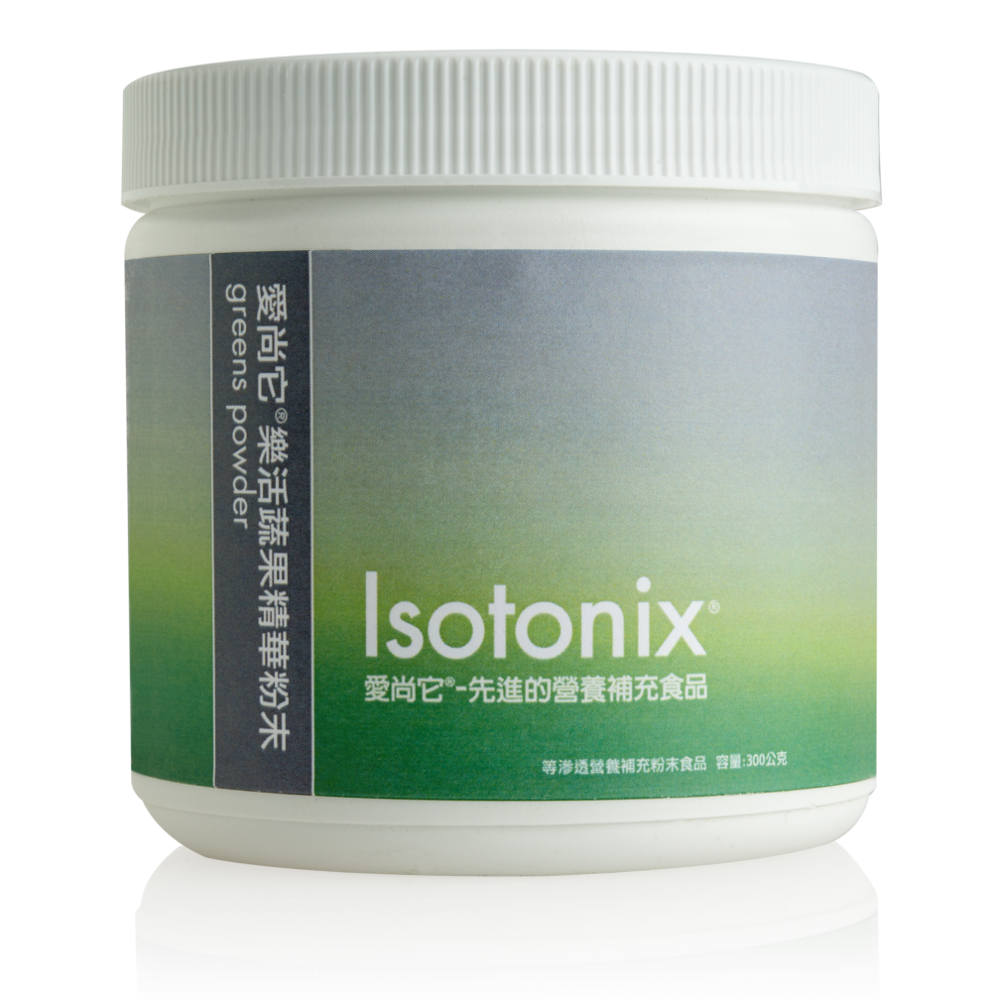 愛尚它®樂活蔬果精華粉末
greens powder
Isotonix®
愛尚它®-先進的營養補充食品
等滲透營養補充粉末食品 容量:300公克